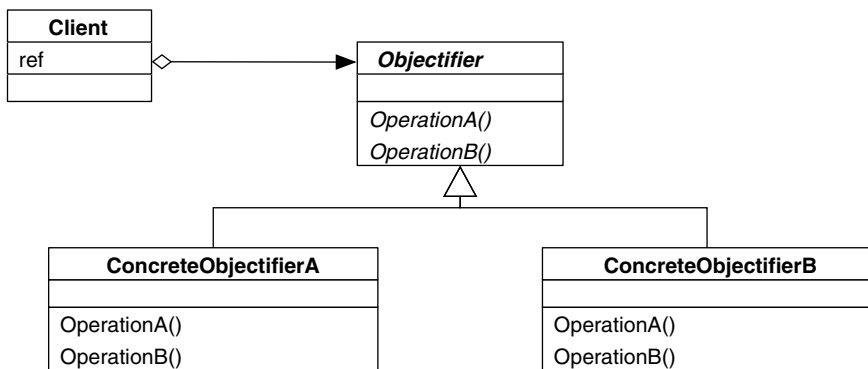 Client
ref
Objectifier
OperationA()
OperationB()
ConcreteObjectifierA
OperationA()
OperationB()
ConcreteObjectifierB
OperationA()
OperationB()